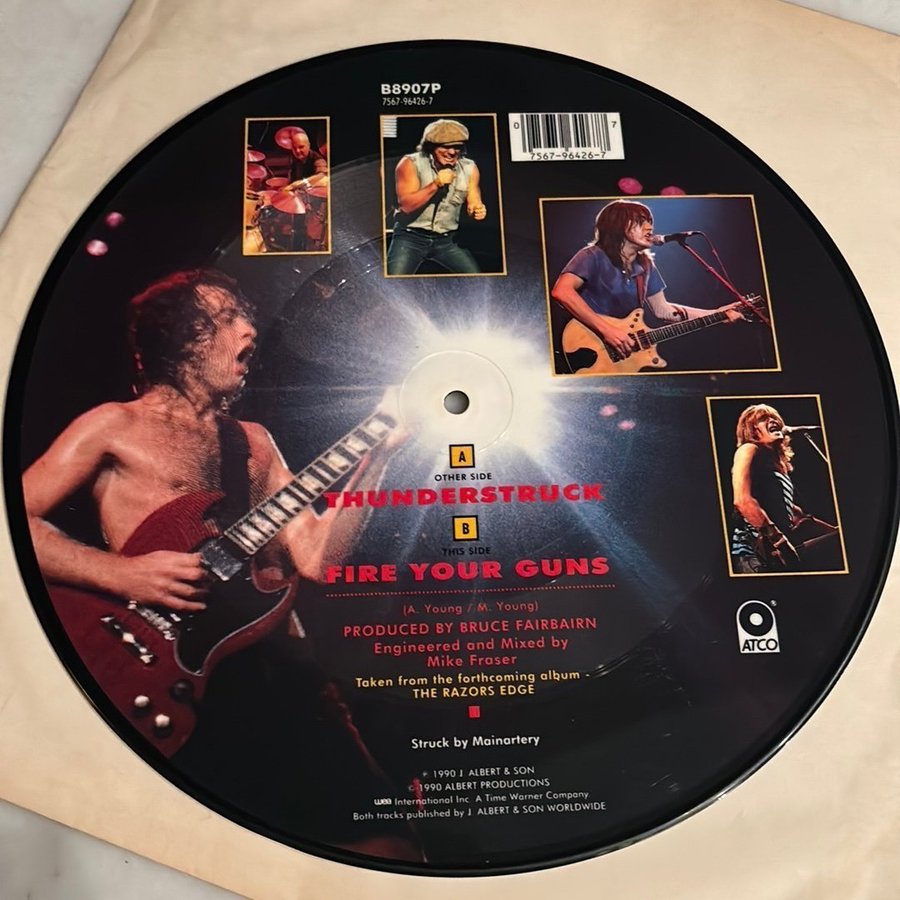 B8907P
7567-96426-7
0 7
7567-96426-7
A
OTHER SIDE
THUNDERSTRUCK
B
THIS SIDE
FIRE YOUR GUNS
(A. Young / M. Young)
PRODUCED BY BRUCE FAIRBAIRN
Engineered and Mixed by
Mike Fraser
Taken from the forthcoming album -
THE RAZORS EDGE
® ATCO
Struck by Mainartery
℗ 1990 J. ALBERT & SON
© 1990 ALBERT PRODUCTIONS
wea International Inc. A Time Warner Company.
Both tracks published by J. ALBERT & SON WORLDWIDE